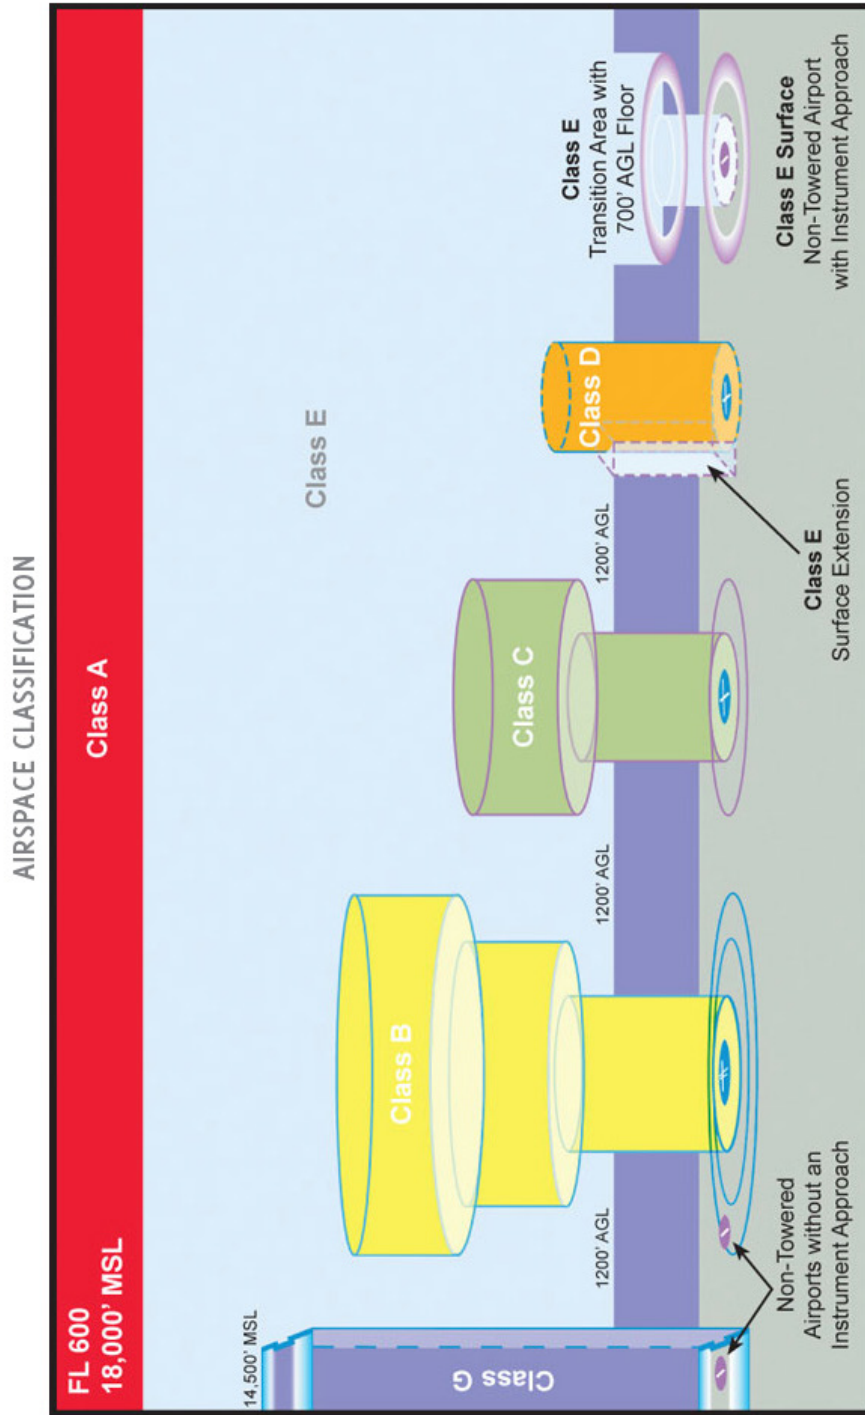 AIRSPACE CLASSIFICATION
FL 600
18,000’ MSL
Class A
Class E
14,500’ MSL
Class G
Class B
Class C
Class D
1200’ AGL
1200’ AGL
1200’ AGL
Class E
Transition Area with
700’ AGL Floor
Non-Towered
Airports without an
Instrument Approach
Class E
Surface Extension
Class E Surface
Non-Towered Airport
with Instrument Approach